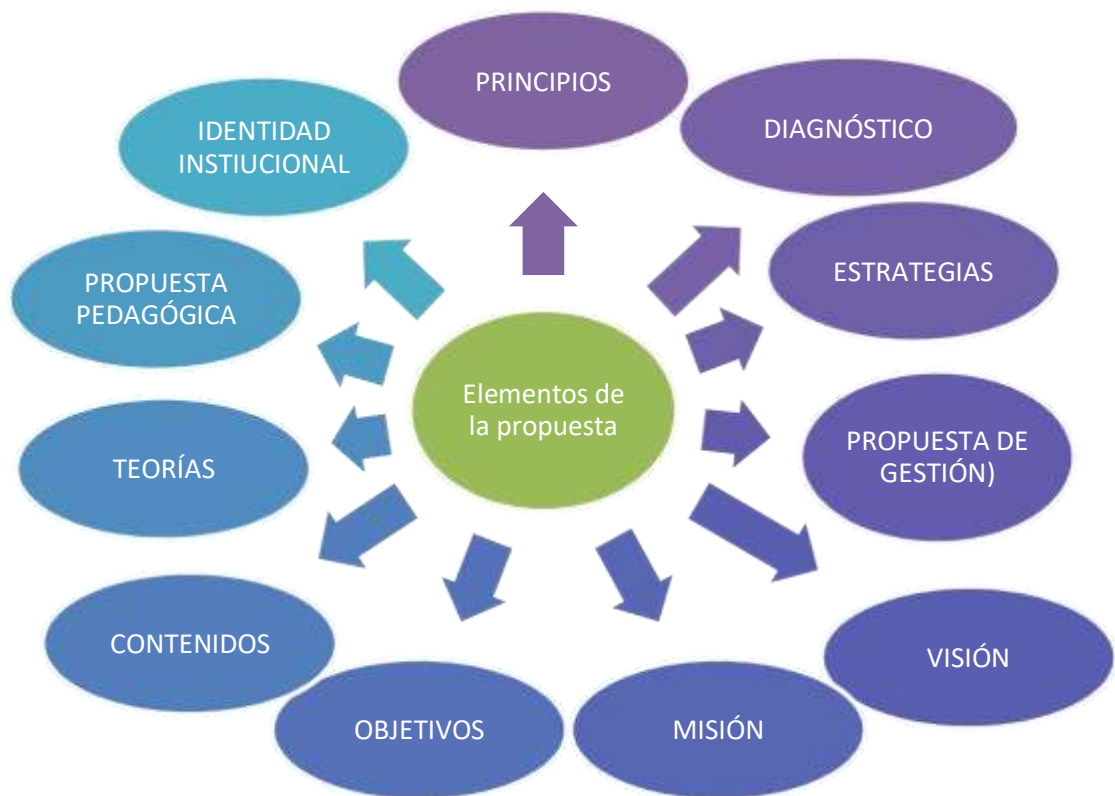 PRINCIPIOS
DIAGNÓSTICO
ESTRATEGIAS
PROPUESTA DE
GESTIÓN)
VISIÓN
MISIÓN
OBJETIVOS
CONTENIDOS
TEORÍAS
PROPUESTA
PEDAGÓGICA
IDENTIDAD
INSTIUCIONAL
Elementos de
la propuesta